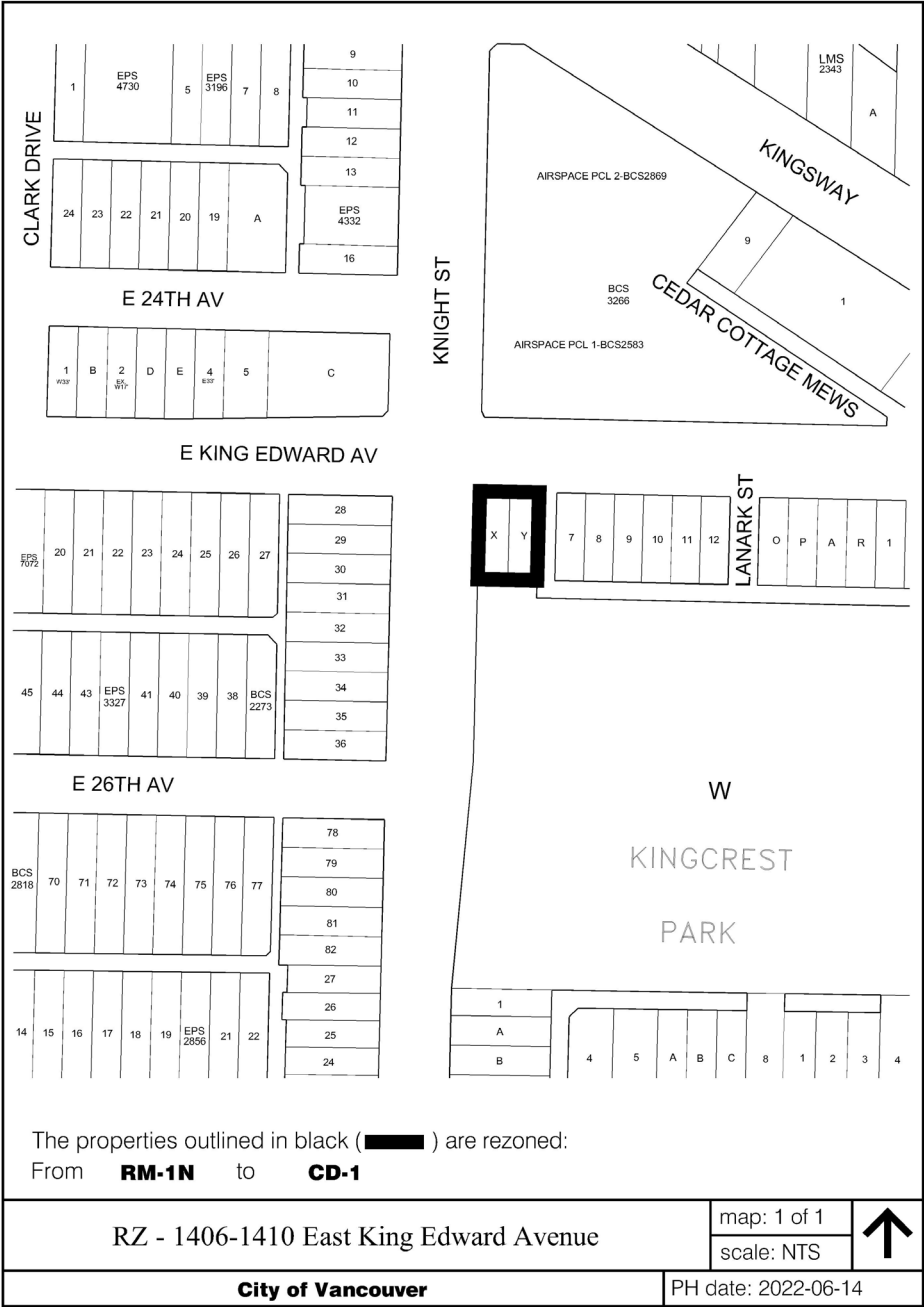 1
EPS
4730
5
EPS
3196
7
8
9
10
11
12
13
EPS
4332
16
CLARK DRIVE
24
23
22
21
20
19
A
E 24TH AV
KNIGHT ST
LMS
2343
A
KINGSWAY
AIRSPACE PCL 2-BCS2869
9
1
BCS
3266
CEDAR COTTAGE MEWS
AIRSPACE PCL 1-BCS2583
1
W33'
B
2
EX.
W17'
D
E
4
E33'
5
C
E KING EDWARD AV
EPS
7072
20
21
22
23
24
25
26
27
28
29
30
31
32
33
34
35
36
X
Y
7
8
9
10
11
12
LANARK ST
O
P
A
R
1
45
44
43
EPS
3327
41
40
39
38
BCS
2273
E 26TH AV
W
KINGCREST
PARK
BCS
2818
70
71
72
73
74
75
76
77
78
79
80
81
82
27
26
25
24
14
15
16
17
18
19
EPS
2856
21
22
1
A
B
4
5
A
B
C
8
1
2
3
4
The properties outlined in black ( ) are rezoned:
From RM-1N to CD-1
RZ - 1406-1410 East King Edward Avenue
map: 1 of 1
scale: NTS
City of Vancouver
PH date: 2022-06-14